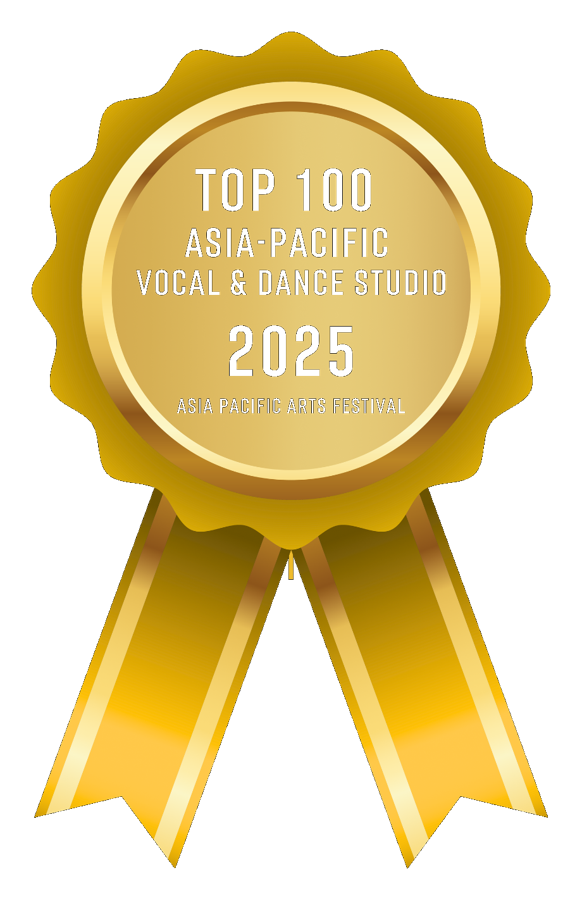 TOP 100
ASIA-PACIFIC
VOCAL & DANCE STUDIO
2025
ASIA PACIFIC ARTS FESTIVAL